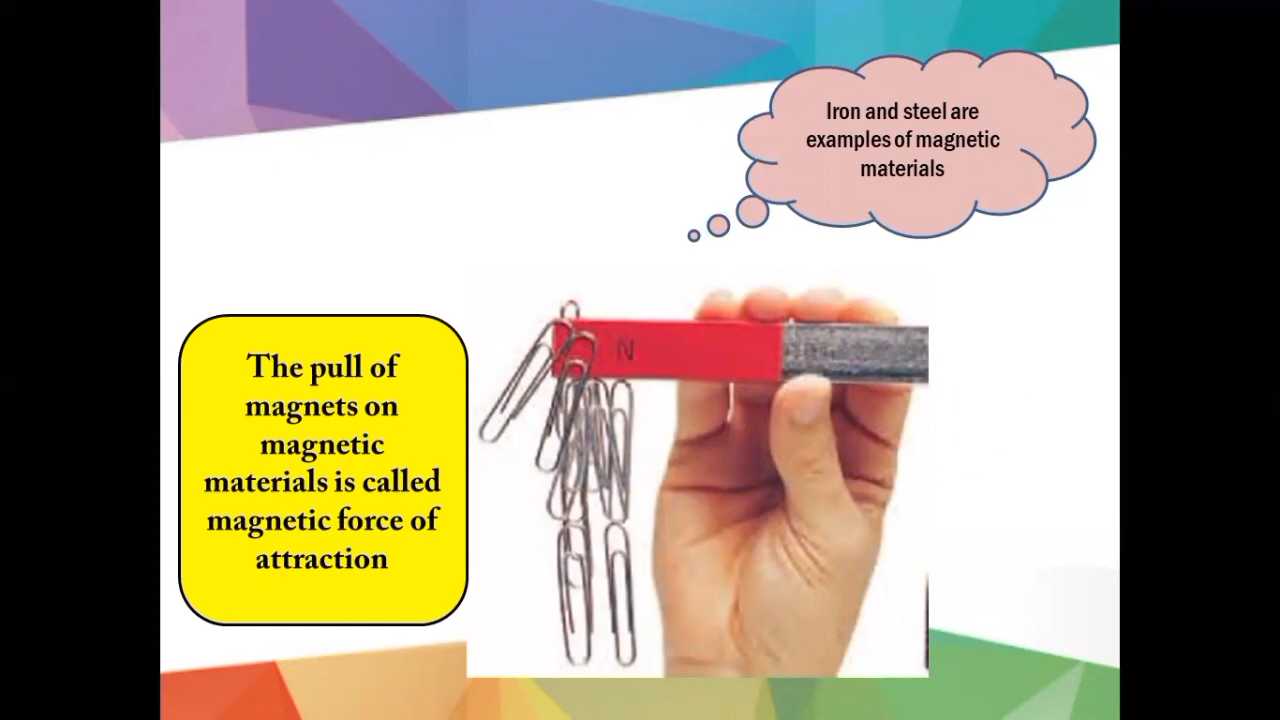 Iron and steel are
examples of magnetic
materials
The pull of
magnets on
magnetic
materials is called
magnetic force of
attraction
N